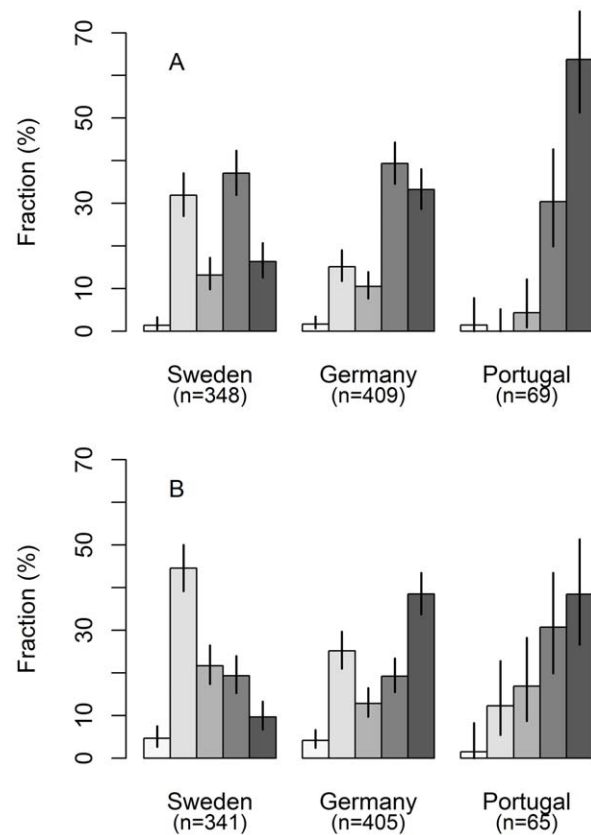 A
Fraction (%)
70
50
30
10
0
Sweden
(n=348)
Germany
(n=409)
Portugal
(n=69)
B
Fraction (%)
70
50
30
10
0
Sweden
(n=341)
Germany
(n=405)
Portugal
(n=65)